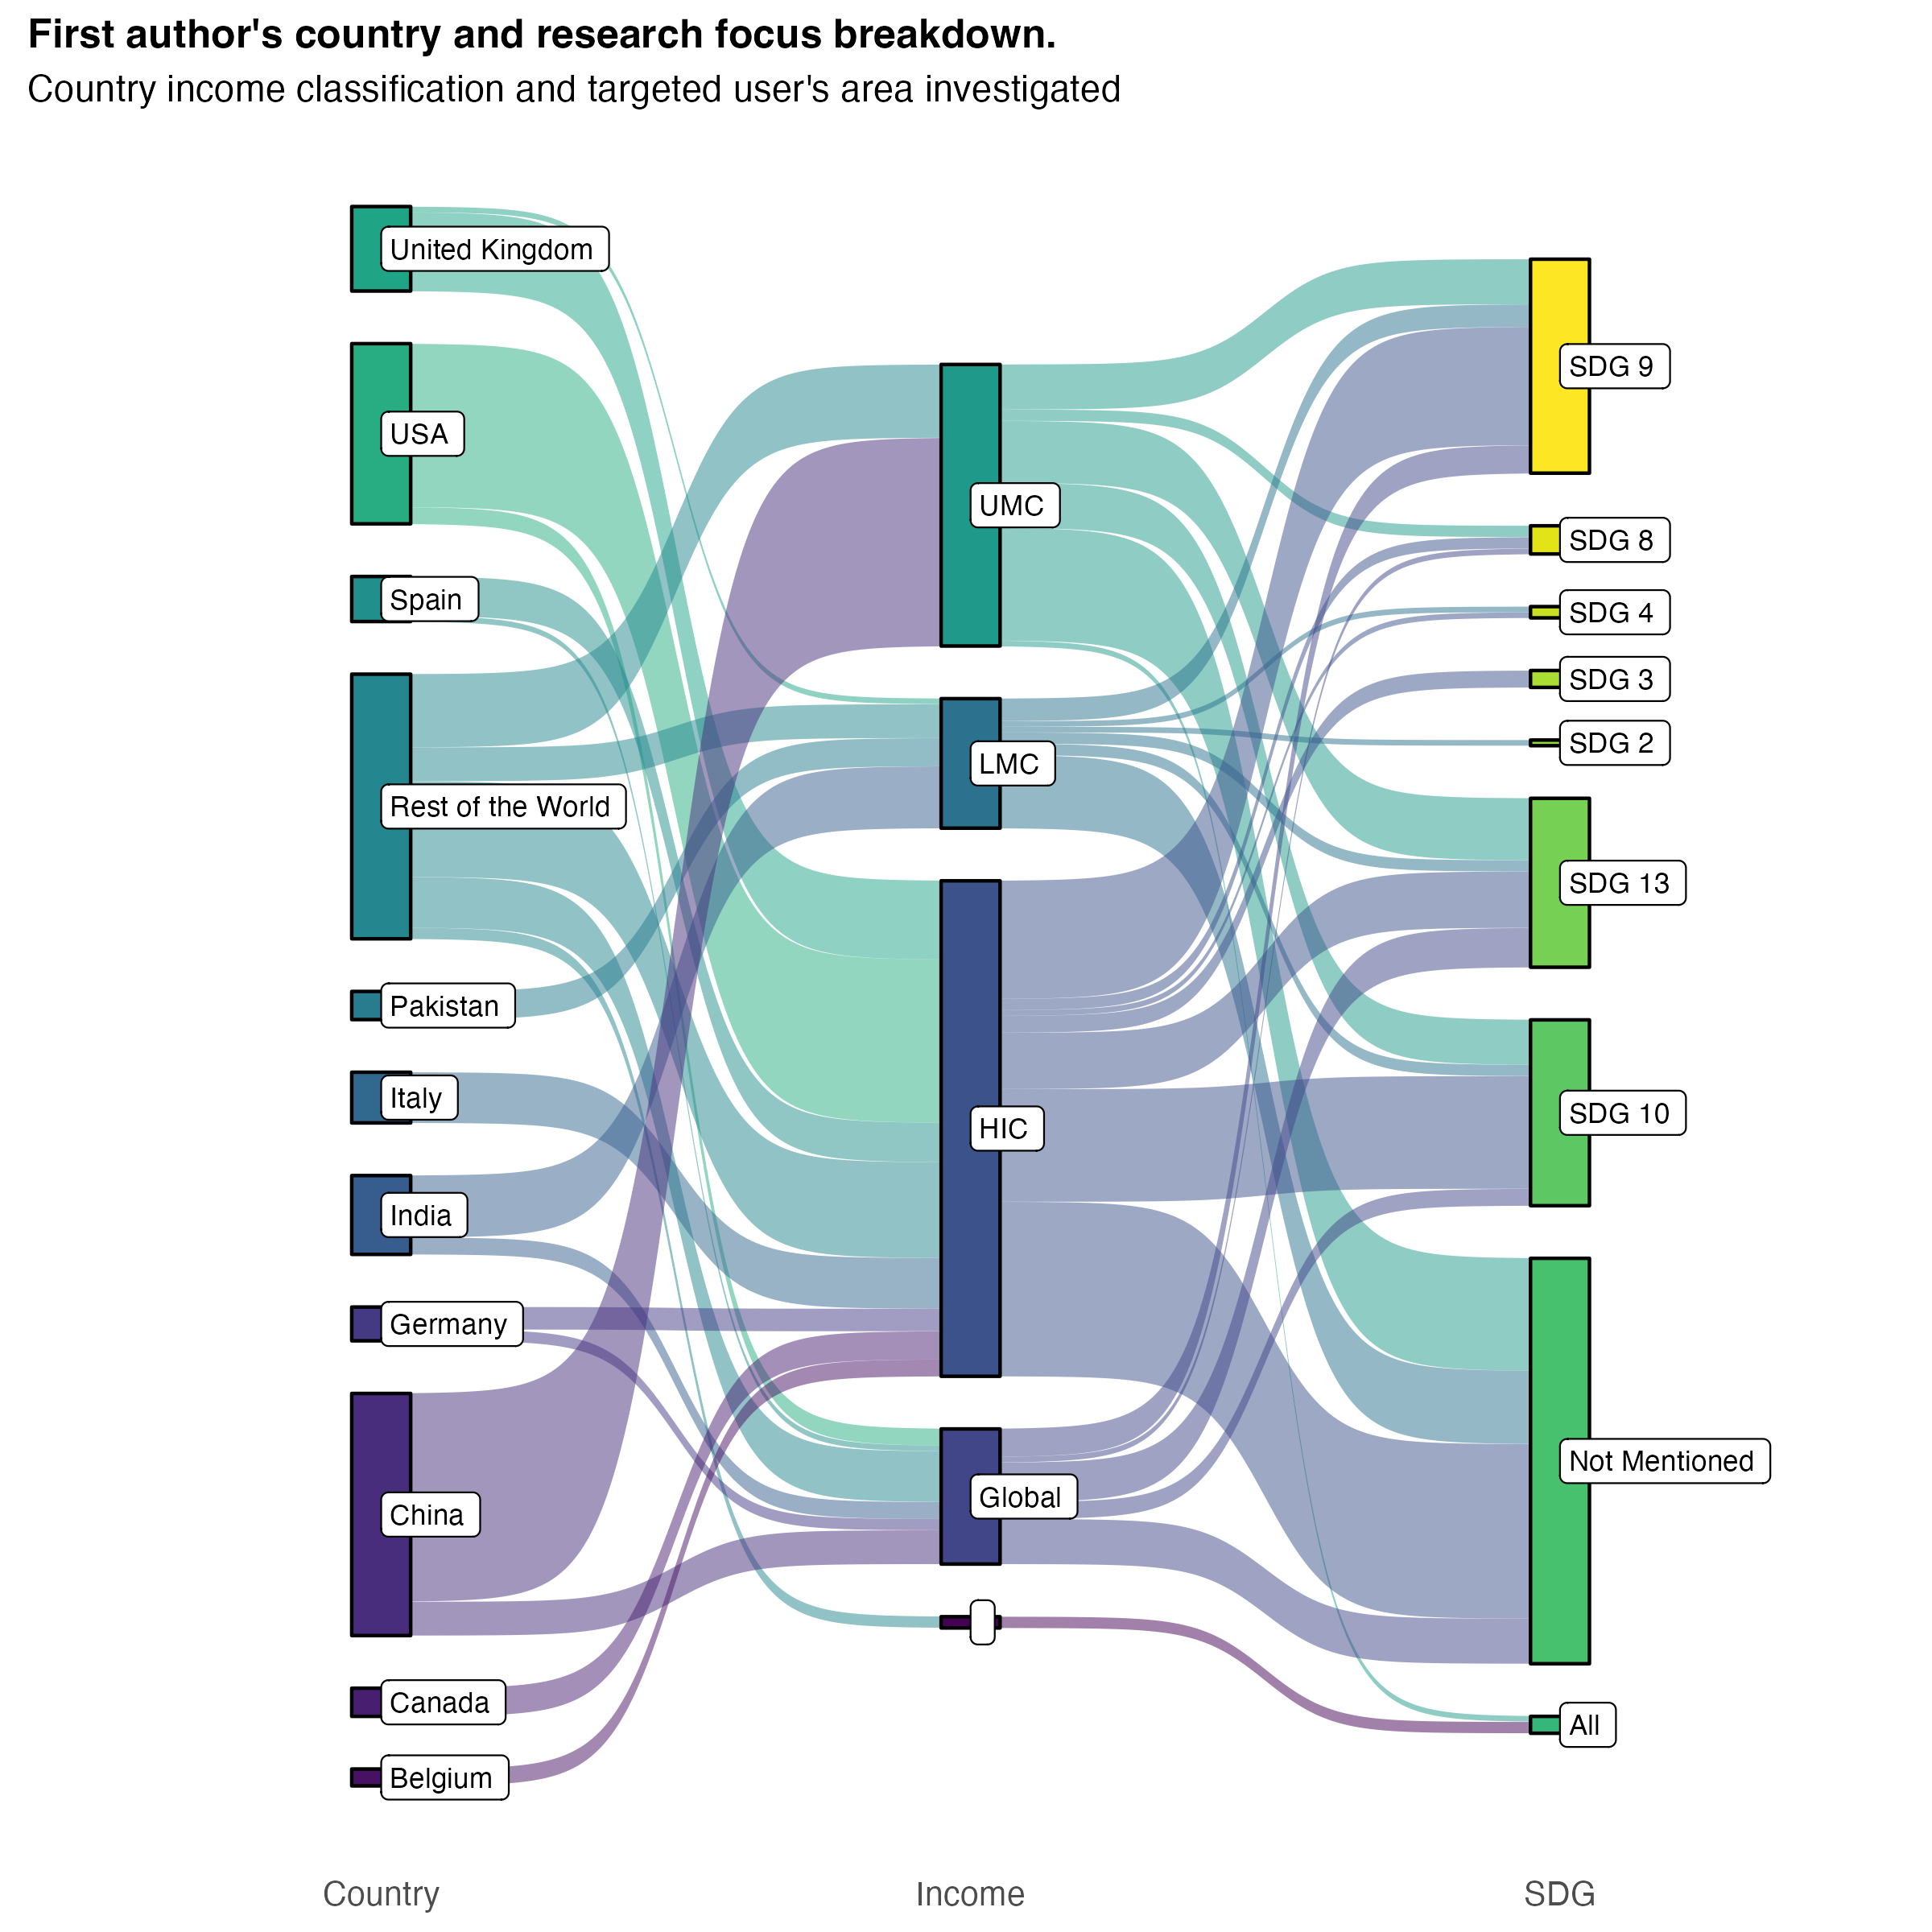 First author's country and research focus breakdown.
Country income classification and targeted user's area investigated
United Kingdom
USA
Spain
Rest of the World
Pakistan
Italy
India
Germany
China
Canada
Belgium
UMC
LMC
HIC
Global
SDG 9
SDG 8
SDG 4
SDG 3
SDG 2
SDG 13
SDG 10
Not Mentioned
All
Country
Income
SDG